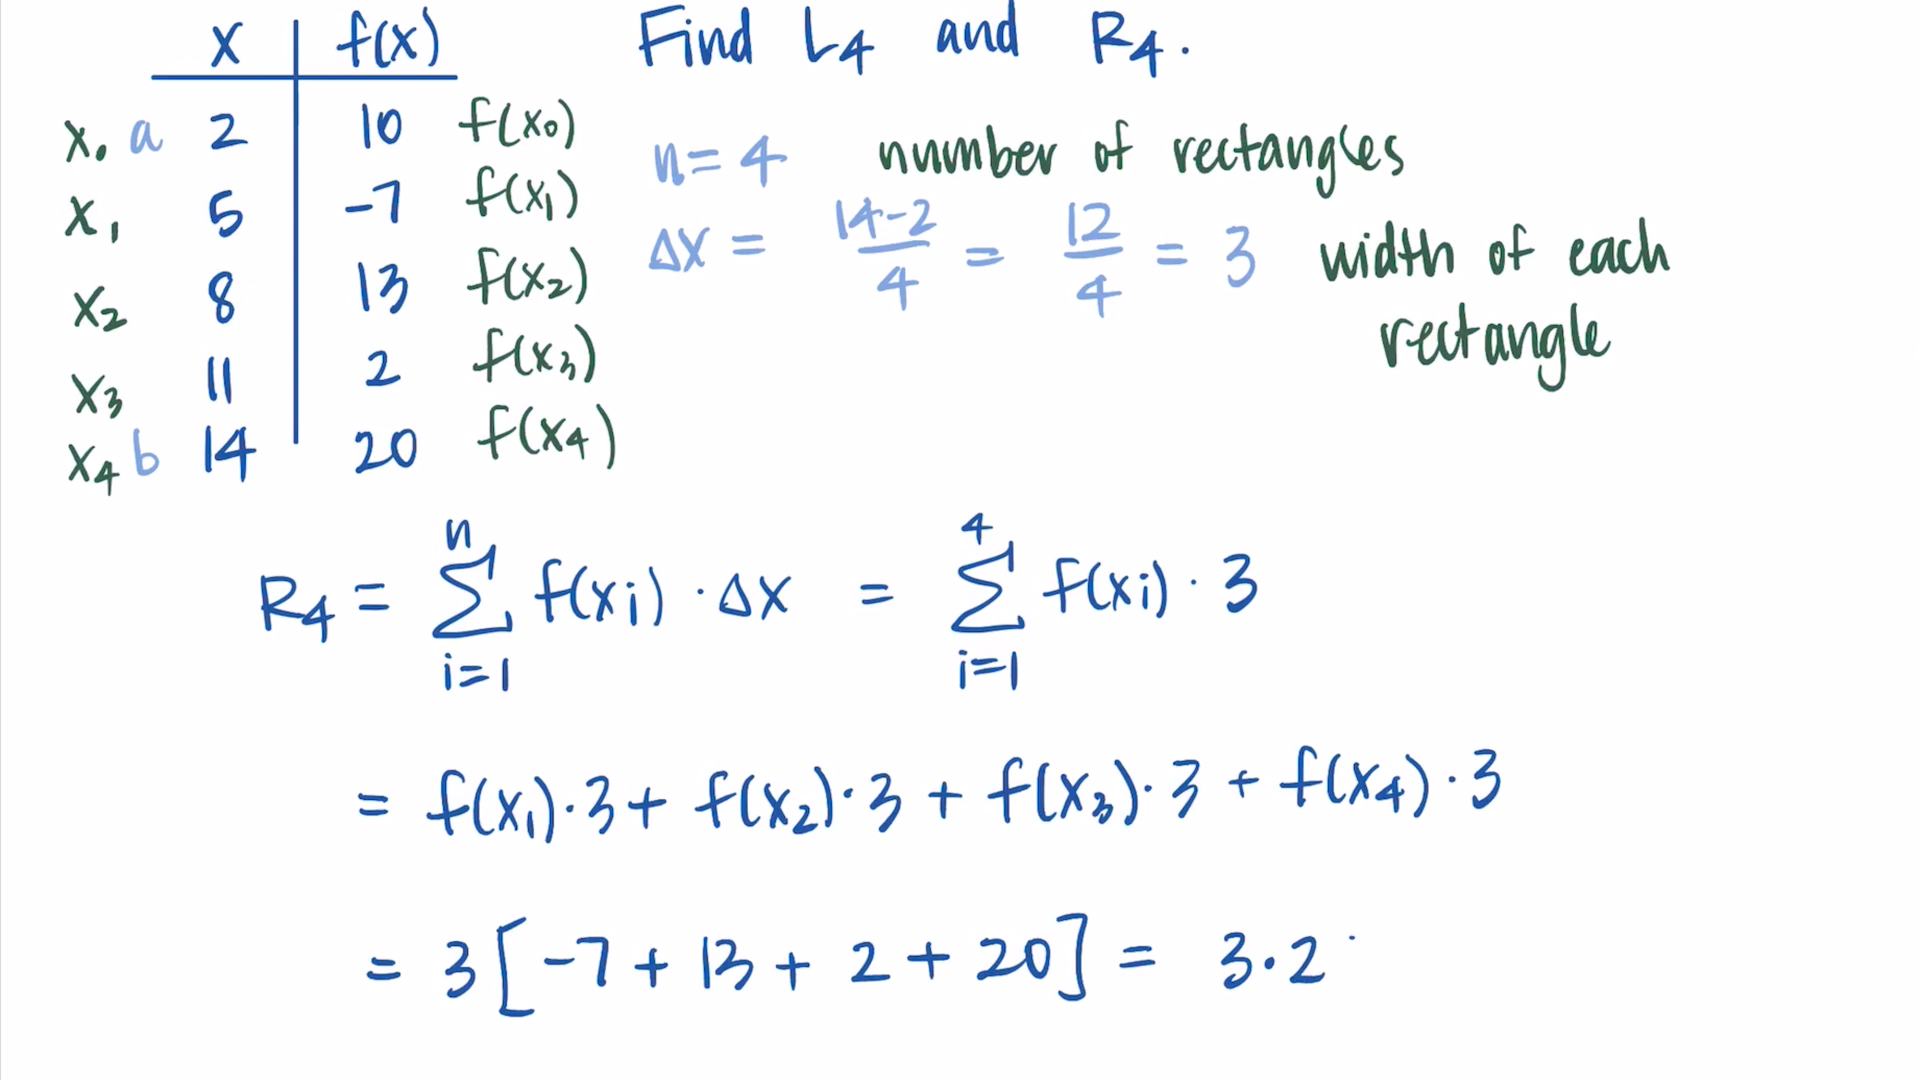 x f(x) Find L4 and R4.
x0 a 2 10 f(x0)
n=4 number of rectangles
x1 5 -7 f(x1)
Δx = 14-2/4 = 12/4 = 3 width of each rectangle
x2 8 13 f(x2)
x3 11 2 f(x3)
x4 b 14 20 f(x4)
R4 = n Σ i=1 f(xi) · Δx = 4 Σ i=1 f(xi) · 3
= f(x1)·3 + f(x2)·3 + f(x3)·3 + f(x4)·3
= 3[-7 + 13 + 2 + 20] = 3·2